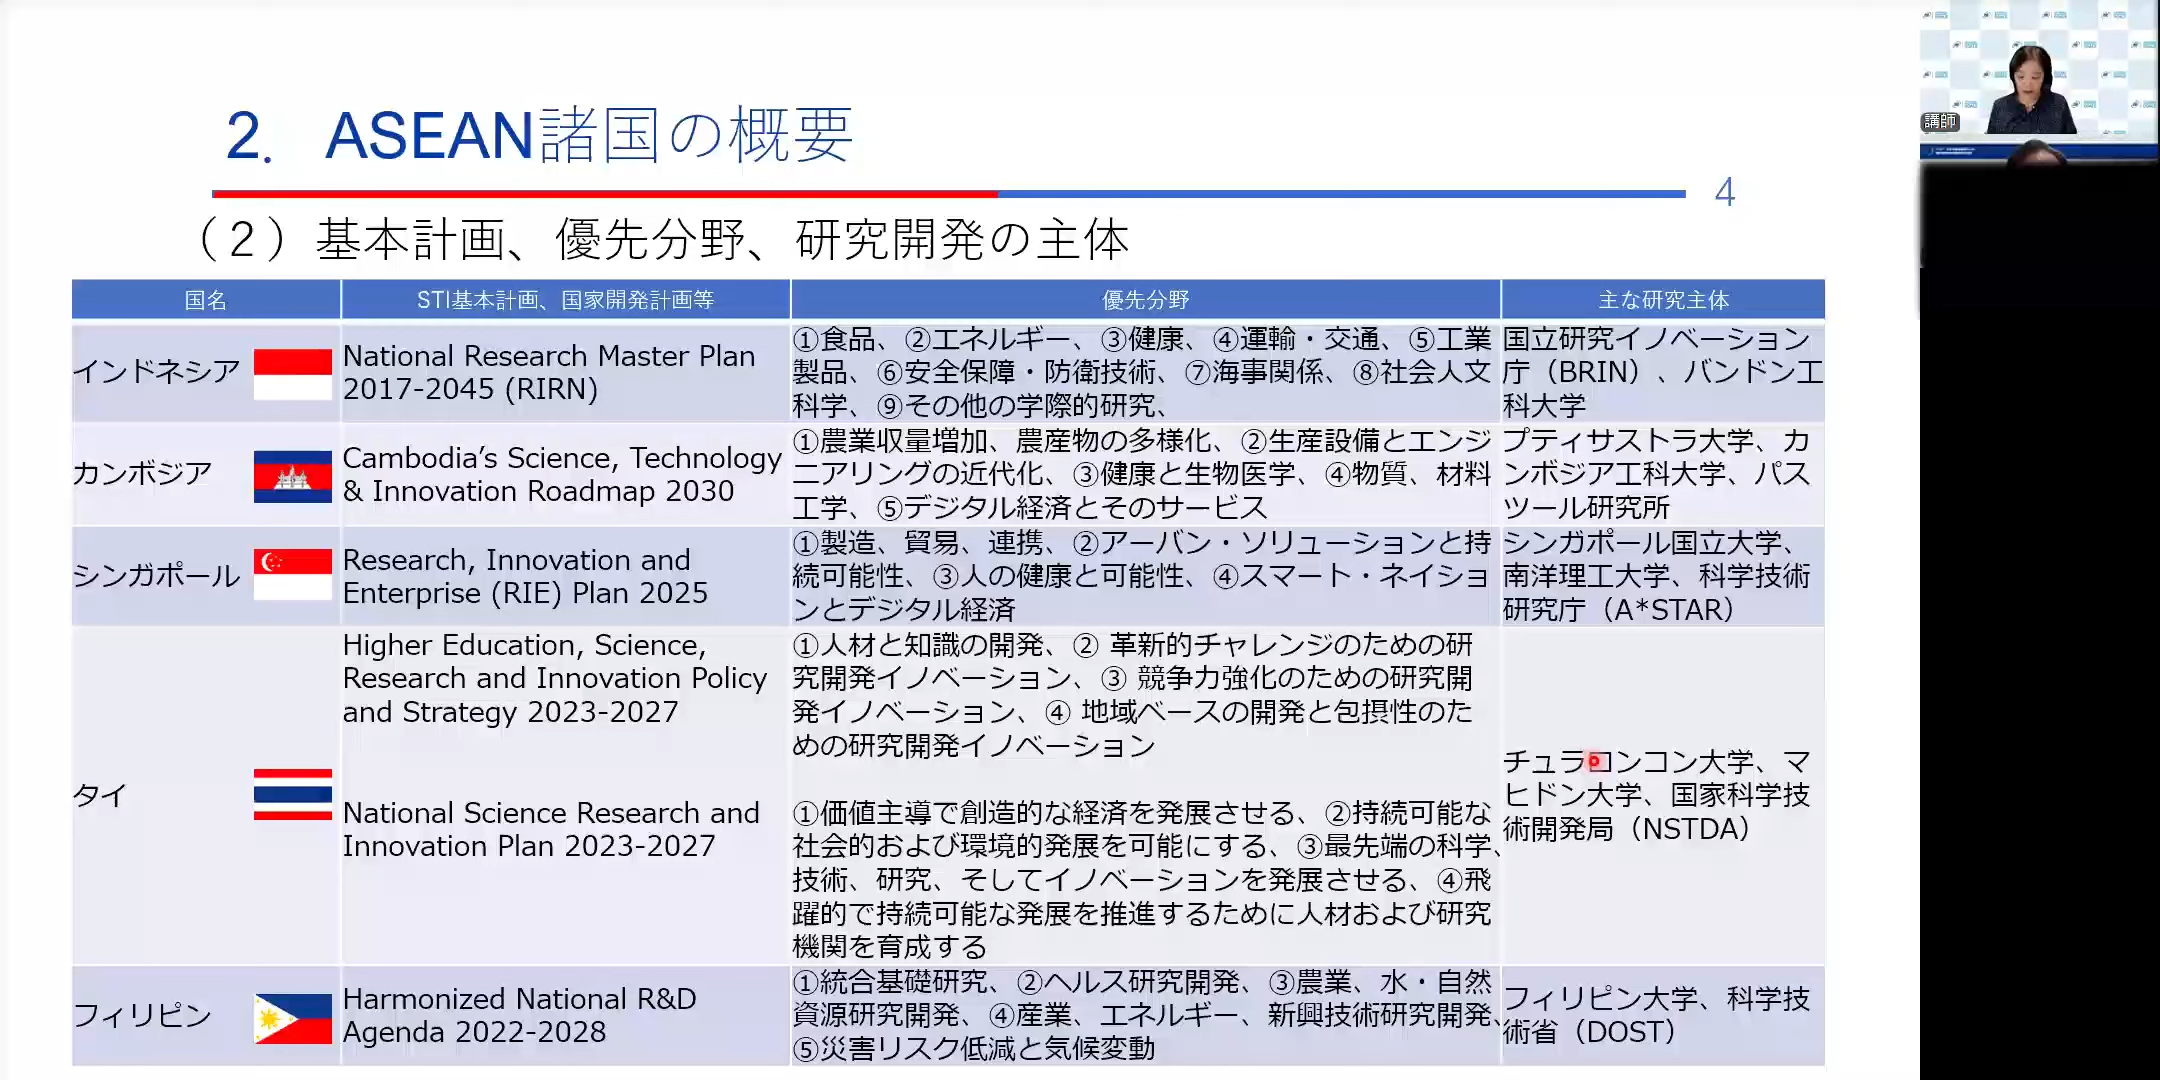 2. ASEAN諸国の概要
4
（2）基本計画、優先分野、研究開発の主体
国名
STI基本計画、国家開発計画等
優先分野
主な研究主体
インドネシア
National Research Master Plan
2017-2045 (RIRN)
①食品、②エネルギー、③健康、④運輸・交通、⑤工業
製品、⑥安全保障・防衛技術、⑦海事関係、⑧社会人文
科学、⑨その他の学際的研究、
国立研究イノベーション
庁（BRIN）、バンドン工
科大学
カンボジア
Cambodia’s Science, Technology
& Innovation Roadmap 2030
①農業収量増加、農産物の多様化、②生産設備とエンジ
ニアリングの近代化、③健康と生物医学、④物質、材料
工学、⑤デジタル経済とそのサービス
プティサストラ大学、カ
ンボジア工科大学、パス
ツール研究所
シンガポール
Research, Innovation and
Enterprise (RIE) Plan 2025
①製造、貿易、連携、②アーバン・ソリューションと持
続可能性、③人の健康と可能性、④スマート・ネイショ
ンとデジタル経済
シンガポール国立大学、
南洋理工大学、科学技術
研究庁（A*STAR）
タイ
Higher Education, Science,
Research and Innovation Policy
and Strategy 2023-2027
National Science Research and
Innovation Plan 2023-2027
①人材と知識の開発、② 革新的チャレンジのための研
究開発イノベーション、③ 競争力強化のための研究開
発イノベーション、④ 地域ベースの開発と包摂性のた
めの研究開発イノベーション
①価値主導で創造的な経済を発展させる、②持続可能な
社会的および環境的発展を可能にする、③最先端の科学、
技術、研究、そしてイノベーションを発展させる、④飛
躍的で持続可能な発展を推進するために人材および研究
機関を育成する
チュラロンコン大学、マ
ヒドン大学、国家科学技
術開発局（NSTDA）
フィリピン
Harmonized National R&D
Agenda 2022-2028
①統合基礎研究、②ヘルス研究開発、③農業、水・自然
資源研究開発、④産業、エネルギー、新興技術研究開発、
⑤災害リスク低減と気候変動
フィリピン大学、科学技
術省（DOST）
講師